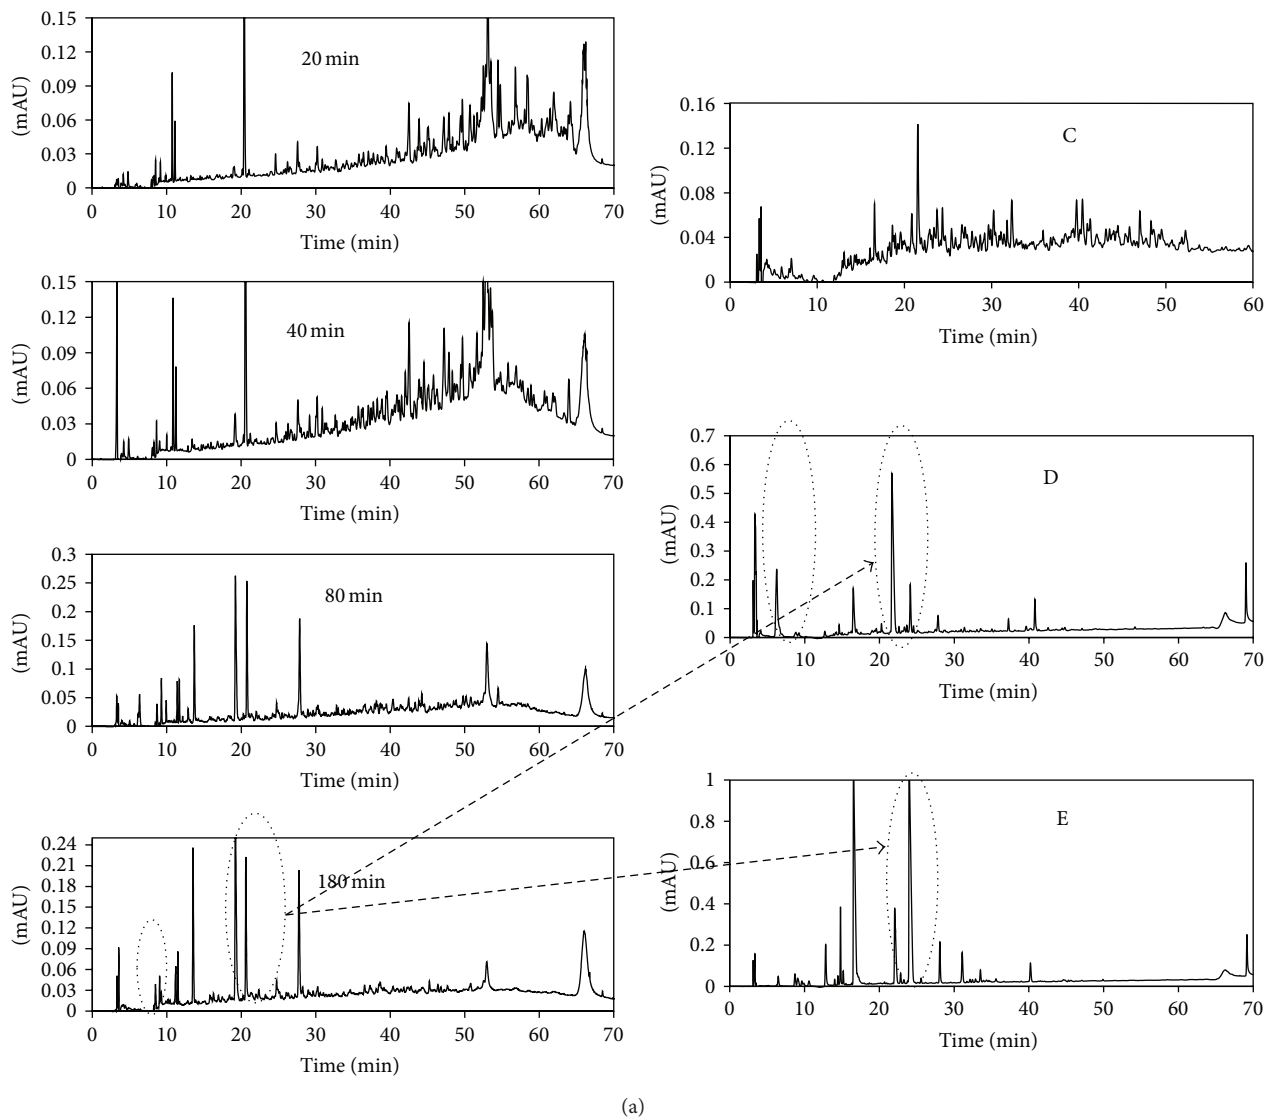 0.15
0.12
0.09
0.06
0.03
0
(mAU)
20 min
0 10 20 30 40 50 60 70
Time (min)
0.15
0.12
0.09
0.06
0.03
0
(mAU)
40 min
0 10 20 30 40 50 60 70
Time (min)
0.3
0.25
0.2
0.15
0.1
0.05
0
(mAU)
80 min
0 10 20 30 40 50 60 70
Time (min)
0.24
0.21
0.18
0.15
0.12
0.09
0.06
0.03
0
(mAU)
180 min
0 10 20 30 40 50 60 70
Time (min)
0.16
0.12
0.08
0.04
0
(mAU)
C
0 10 20 30 40 50 60
Time (min)
0.7
0.6
0.5
0.4
0.3
0.2
0.1
0
(mAU)
D
0 10 20 30 40 50 60 70
Time (min)
1
0.8
0.6
0.4
0.2
0
(mAU)
E
0 10 20 30 40 50 60 70
Time (min)
(a)